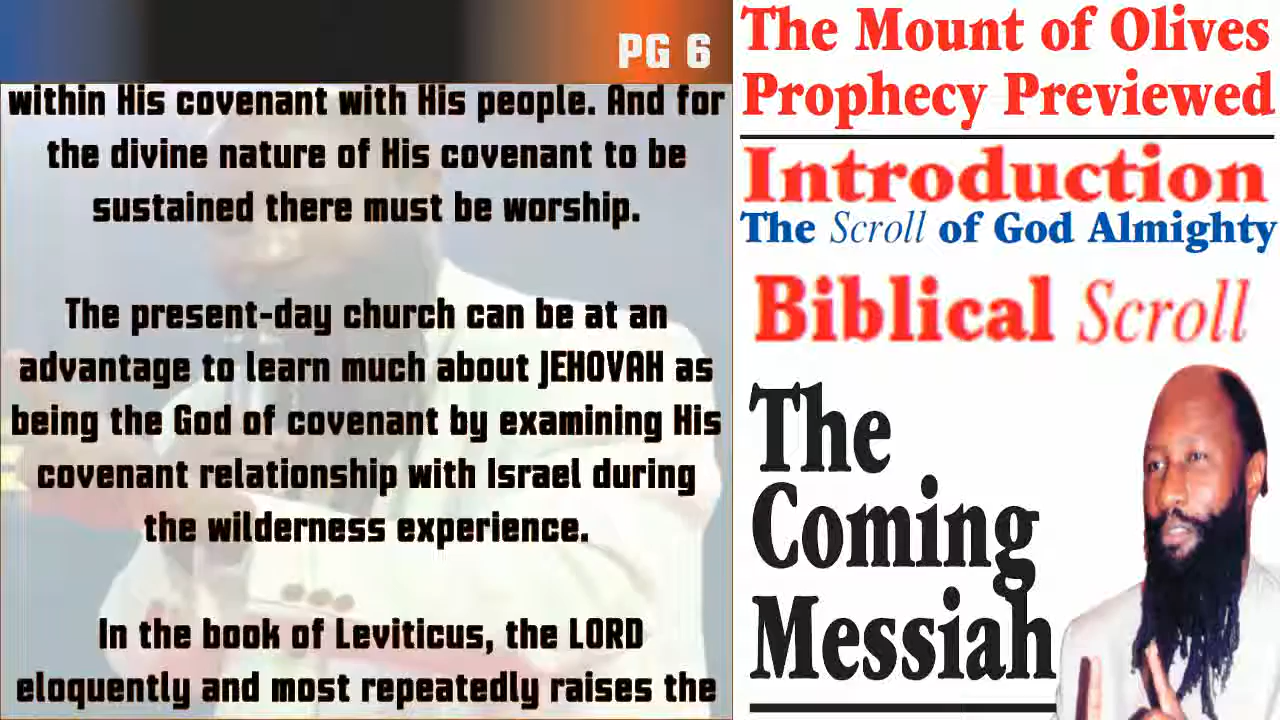 PG 6
within His covenant with His people. And for
the divine nature of His covenant to be
sustained there must be worship.
The present-day church can be at an
advantage to learn much about JEHOVAH as
being the God of covenant by examining His
covenant relationship with Israel during
the wilderness experience.
In the book of Leviticus, the LORD
eloquently and most repeatedly raises the
The Mount of Olives
Prophecy Previewed
Introduction
The Scroll of God Almighty
Biblical Scroll
The
Coming
Messiah